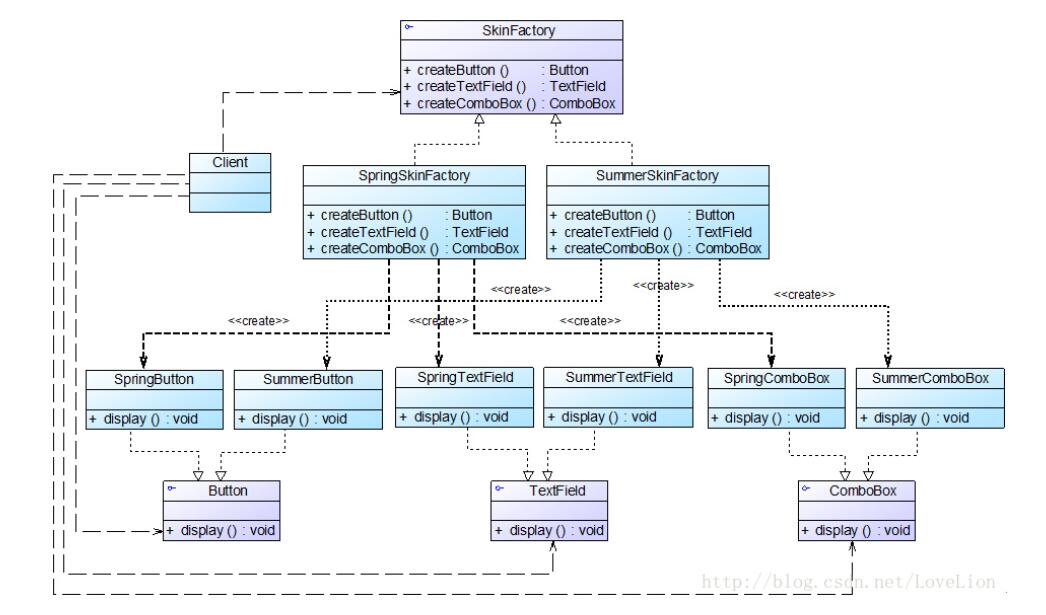 SkinFactory
+ createButton () : Button
+ createTextField () : TextField
+ createComboBox () : ComboBox
Client
SpringSkinFactory
+ createButton () : Button
+ createTextField () : TextField
+ createComboBox () : ComboBox
SummerSkinFactory
+ createButton () : Button
+ createTextField () : TextField
+ createComboBox () : ComboBox
<<create>>
<<create>>
<<create>>
<<create>>
<<create>>
<<create>>
SpringButton
+ display () : void
SummerButton
+ display () : void
SpringTextField
+ display () : void
SummerTextField
+ display () : void
SpringComboBox
+ display () : void
SummerComboBox
+ display () : void
Button
+ display () : void
TextField
+ display () : void
ComboBox
+ display () : void
http://blog.csdn.net/LoveLion